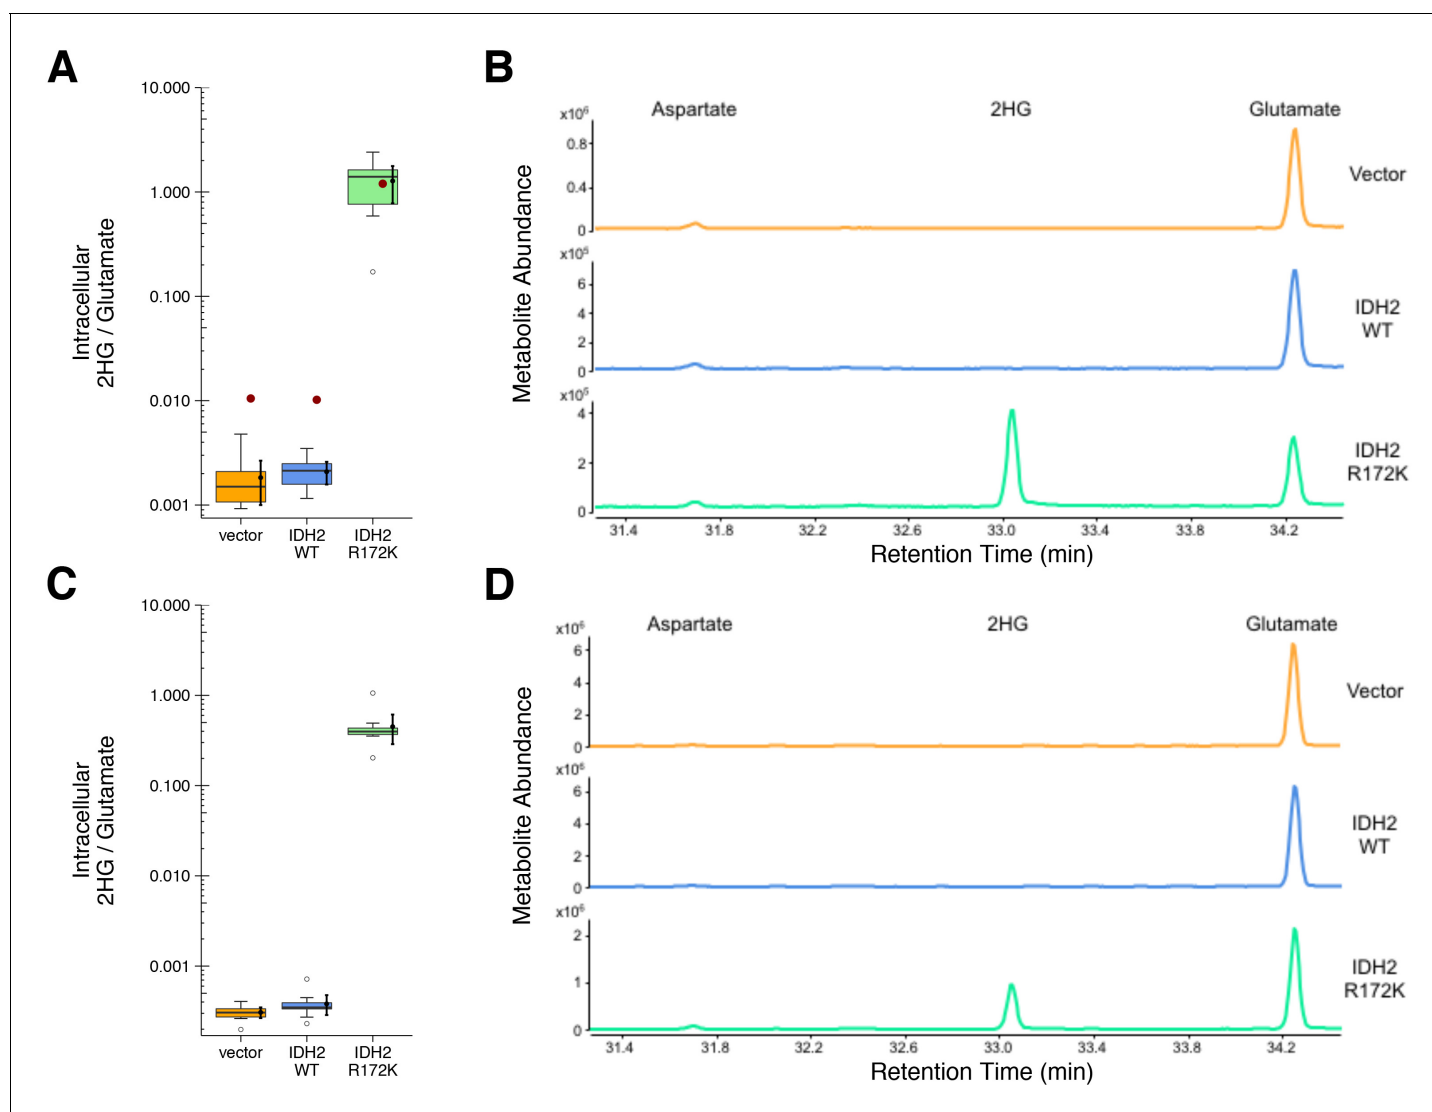 A
10.000
1.000
0.100
0.010
0.001
Intracellular
2HG / Glutamate
vector
IDH2
WT
IDH2
R172K
B
Aspartate
2HG
Glutamate
Metabolite Abundance
x10⁶
0.8
0.4
0
Vector
x10⁵
6
4
2
0
IDH2
WT
x10⁵
4
2
0
IDH2
R172K
31.4
31.8
32.2
32.6
33.0
33.4
33.8
34.2
Retention Time (min)
C
10.000
1.000
0.100
0.010
0.001
Intracellular
2HG / Glutamate
vector
IDH2
WT
IDH2
R172K
D
Aspartate
2HG
Glutamate
Metabolite Abundance
x10⁶
6
4
2
0
Vector
x10⁶
6
4
2
0
IDH2
WT
x10⁶
2
1
0
IDH2
R172K
31.4
31.8
32.2
32.6
33.0
33.4
33.8
34.2
Retention Time (min)